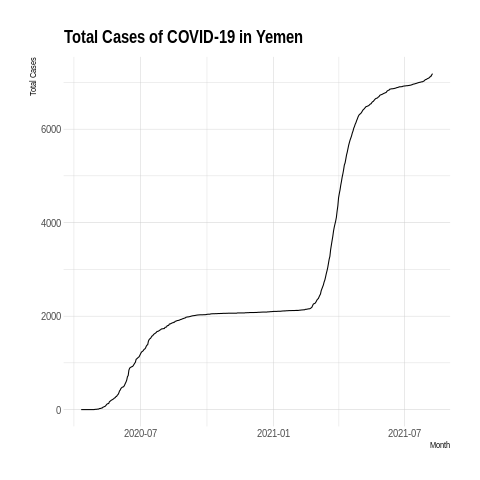 Total Cases of COVID-19 in Yemen
Total Cases
6000
4000
2000
0
2020-07 2021-01 2021-07
Month